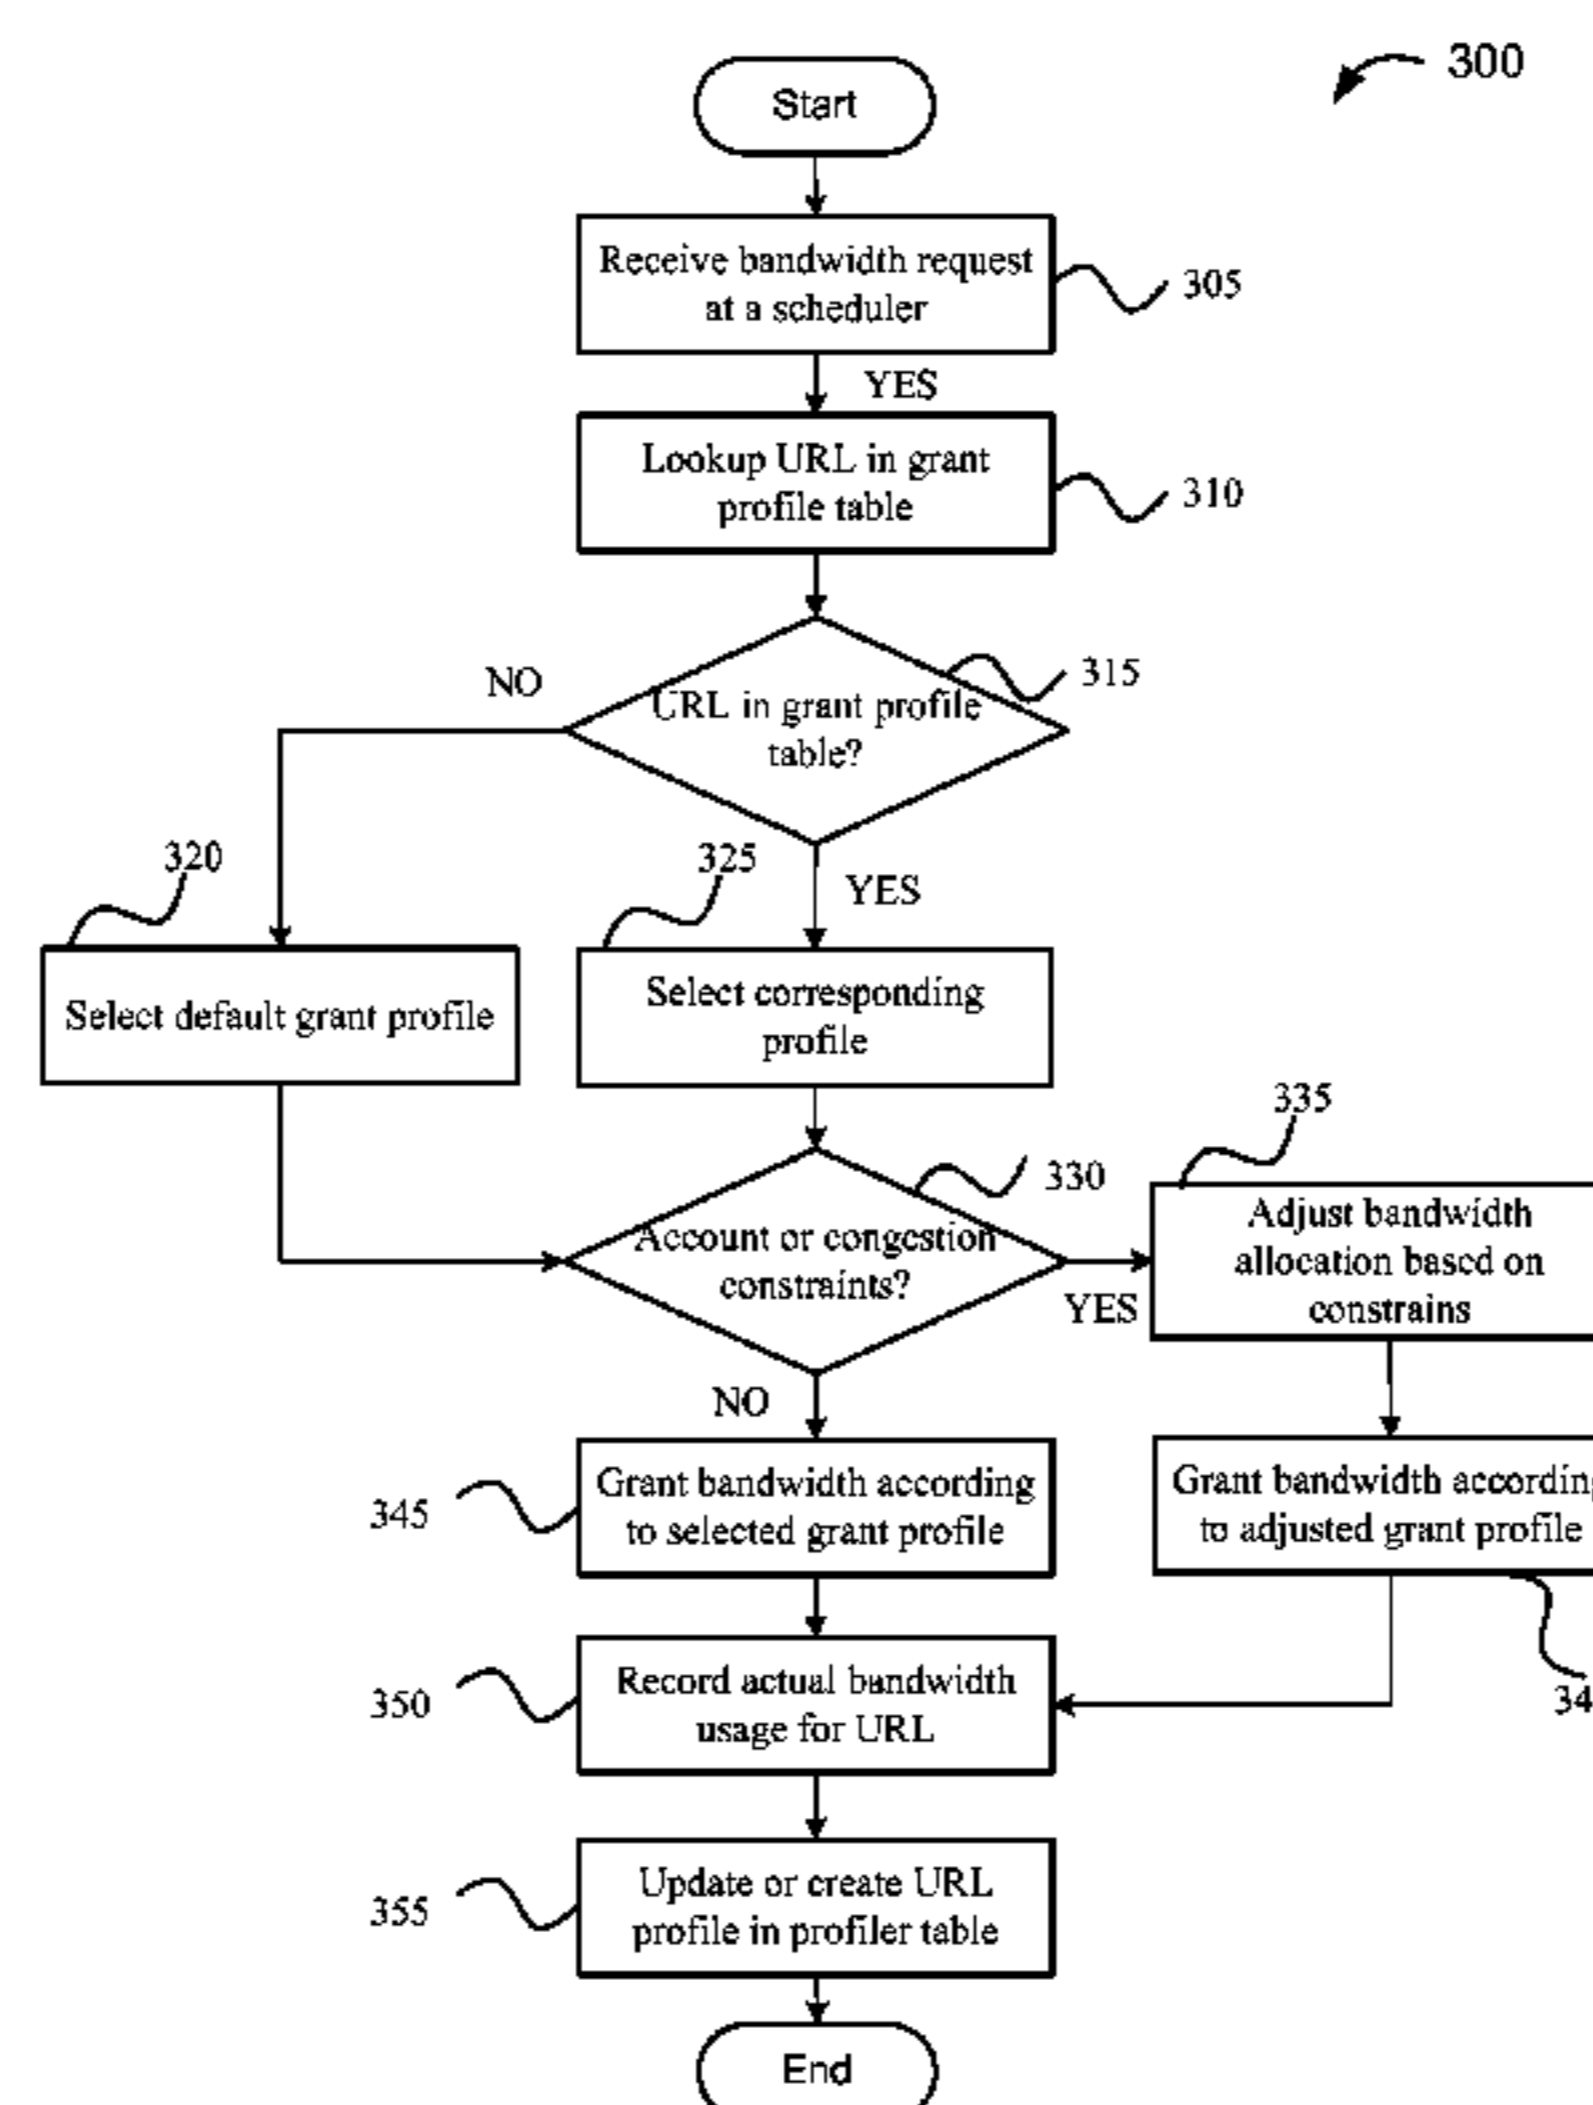 300
Start
Receive bandwidth request
at a scheduler
305
YES
Lookup URL in grant
profile table
310
315
NO
URL in grant profile
table?
320
325
YES
Select default grant profile
Select corresponding
profile
335
330
Account or congestion
constraints?
YES
Adjust bandwidth
allocation based on
constrains
NO
345
Grant bandwidth according
to selected grant profile
Grant bandwidth according
to adjusted grant profile
34
350
Record actual bandwidth
usage for URL
355
Update or create URL
profile in profiler table
End